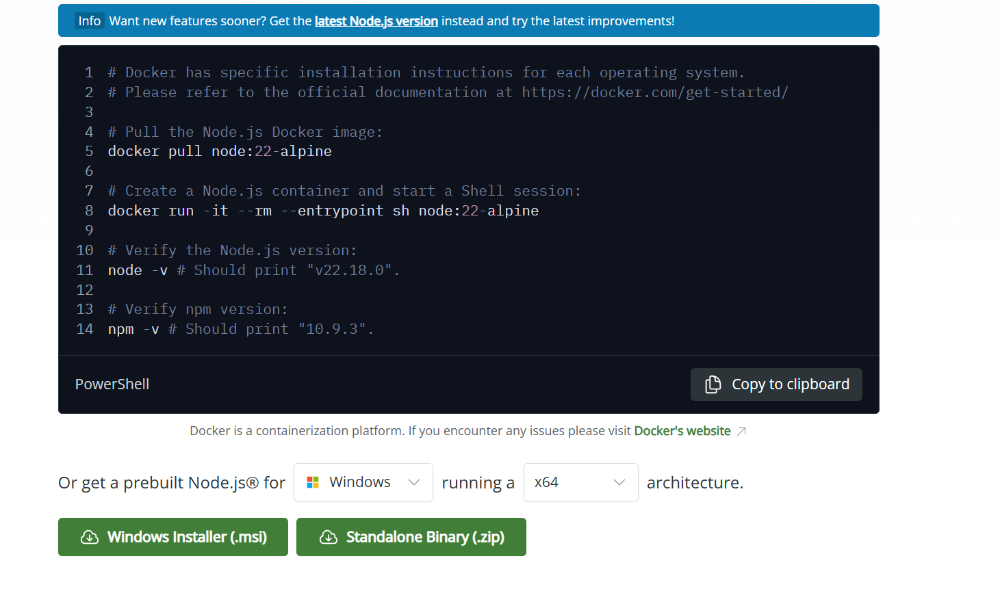 Info Want new features sooner? Get the latest Node.js version instead and try the latest improvements!
1 # Docker has specific installation instructions for each operating system.
2 # Please refer to the official documentation at https://docker.com/get-started/
3
4 # Pull the Node.js Docker image:
5 docker pull node:22-alpine
6
7 # Create a Node.js container and start a Shell session:
8 docker run -it --rm --entrypoint sh node:22-alpine
9
10 # Verify the Node.js version:
11 node -v # Should print "v22.18.0".
12
13 # Verify npm version:
14 npm -v # Should print "10.9.3".
PowerShell Copy to clipboard
Docker is a containerization platform. If you encounter any issues please visit Docker's website
Or get a prebuilt Node.js® for Windows running a x64 architecture.
Windows Installer (.msi) Standalone Binary (.zip)